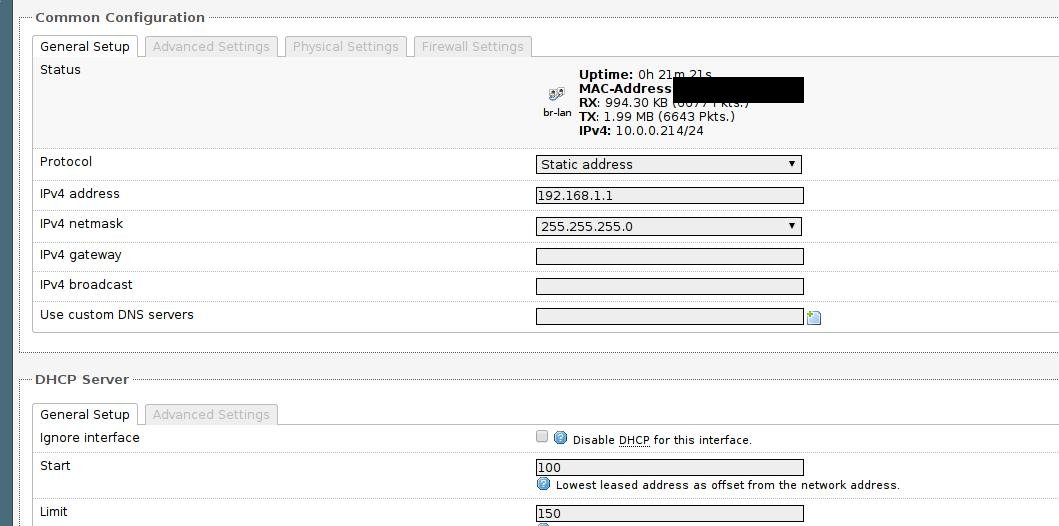 Common Configuration
General Setup Advanced Settings Physical Settings Firewall Settings
Status
Uptime: 0h 21m 21s
MAC-Address
br-lan
RX: 994.30 KB (6677 Pkts.)
TX: 1.99 MB (6643 Pkts.)
IPv4: 10.0.0.214/24
Protocol Static address
IPv4 address 192.168.1.1
IPv4 netmask 255.255.255.0
IPv4 gateway
IPv4 broadcast
Use custom DNS servers
DHCP Server
General Setup Advanced Settings
Ignore interface Disable DHCP for this interface.
Start 100
Lowest leased address as offset from the network address.
Limit 150